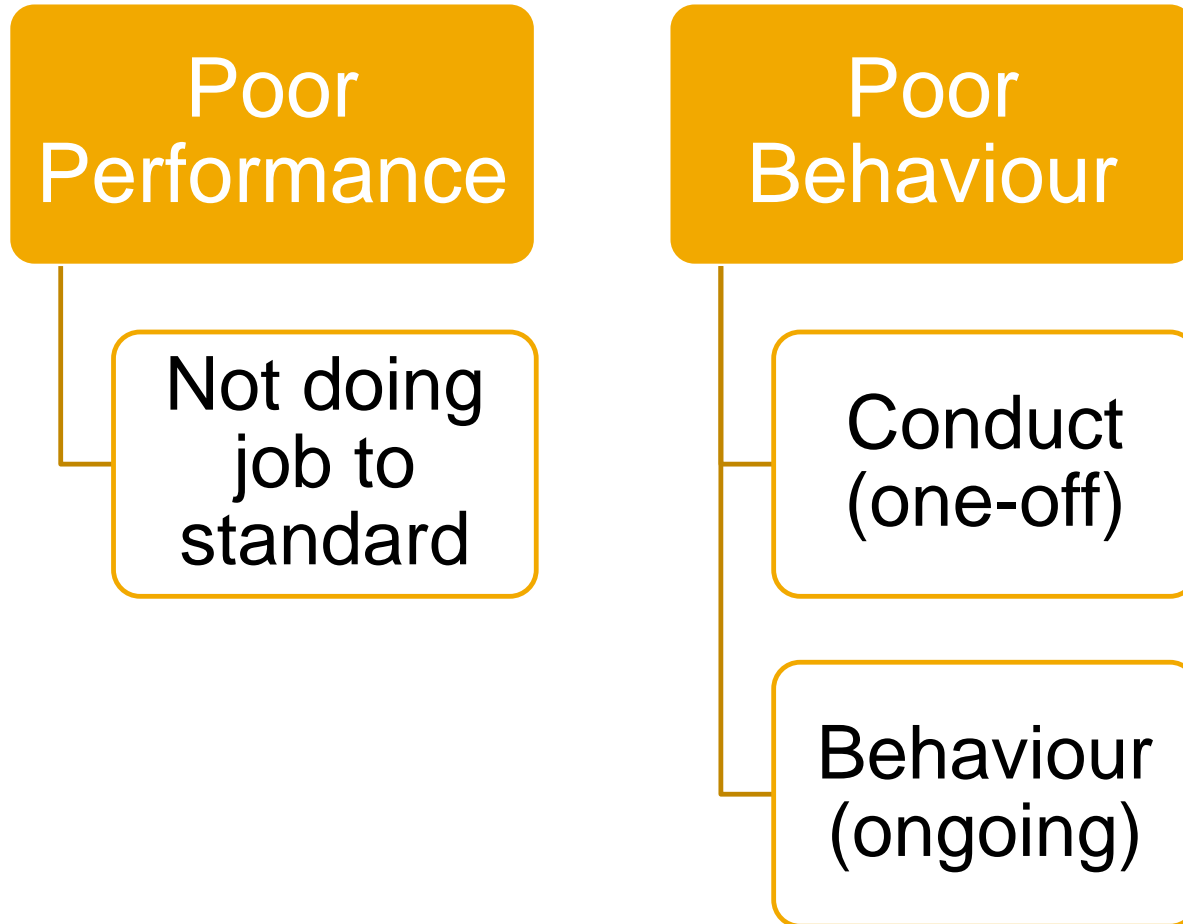 Poor
Performance
Not doing
job to
standard
Poor
Behaviour
Conduct
(one-off)
Behaviour
(ongoing)